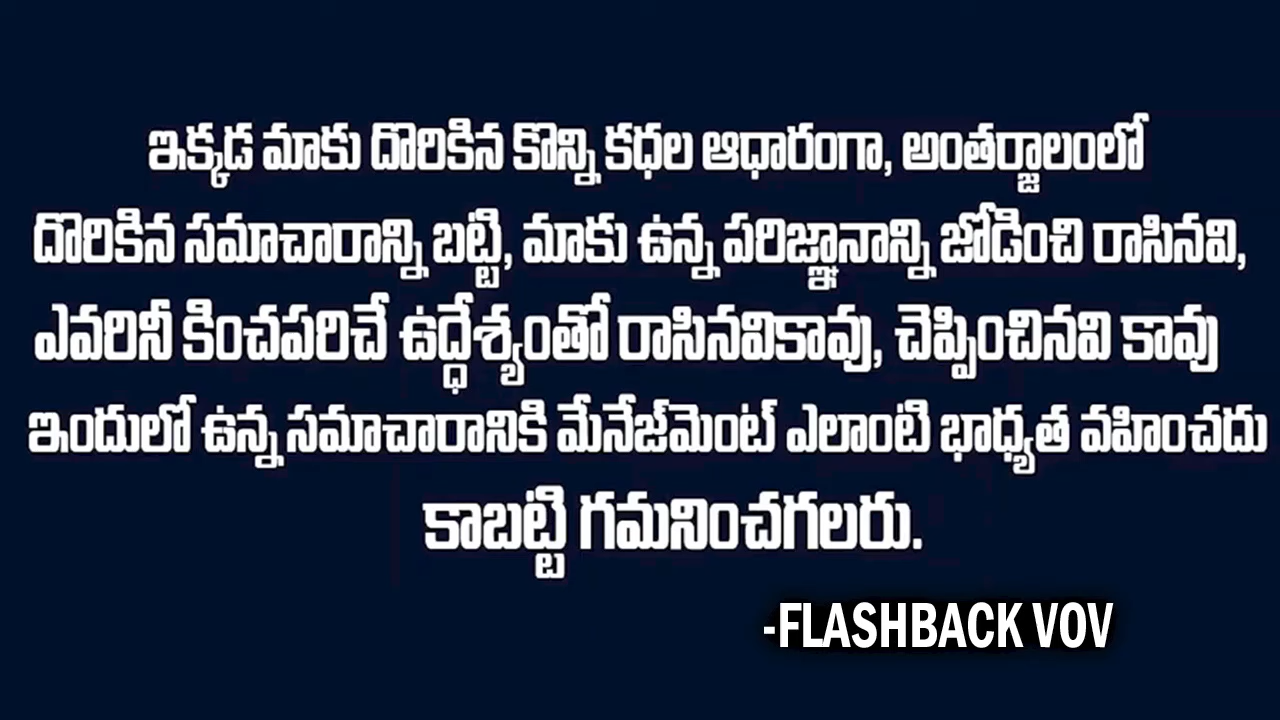 ఇక్కడ మాకు దొరికిన కొన్ని కధల ఆధారంగా, అంతర్జాలంలో
దొరికిన సమాచారాన్ని బట్టి, మాకు ఉన్న పరిజ్ఞానాన్ని జోడించి రాసినవి,
ఎవరినీ కించపరిచే ఉద్ధేశ్యంతో రాసినవికావు, చెప్పించినవి కావు
ఇందులో ఉన్న సమాచారానికి మేనేజ్‌మెంట్ ఎలాంటి భాధ్యత వహించదు
కాబట్టి గమనించగలరు.
-FLASHBACK VOV